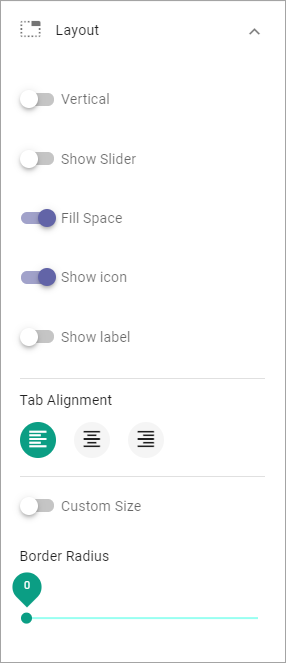 Layout
Vertical
Show Slider
Fill Space
Show icon
Show label
Tab Alignment
Custom Size
Border Radius
0